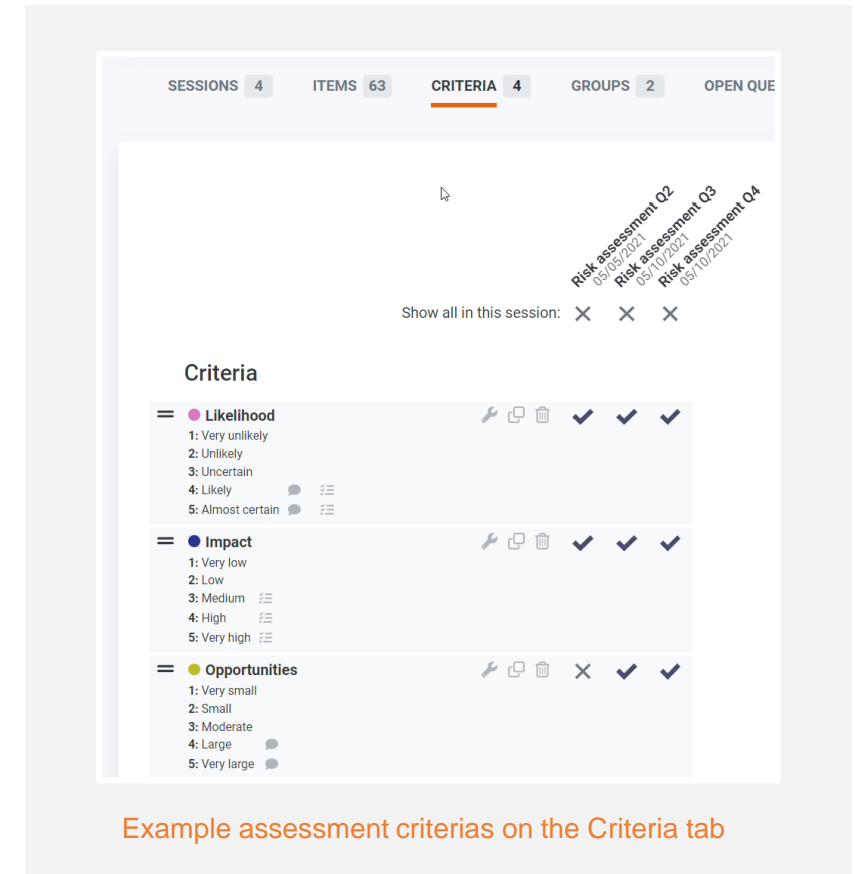 SESSIONS 4 ITEMS 63 CRITERIA 4 GROUPS 2 OPEN QUE
Risk assessment Q2
05/05/2021
Risk assessment Q3
05/10/2021
Risk assessment Q4
05/10/2021
Show all in this session:
Criteria
Likelihood
1: Very unlikely
2: Unlikely
3: Uncertain
4: Likely
5: Almost certain
Impact
1: Very low
2: Low
3: Medium
4: High
5: Very high
Opportunities
1: Very small
2: Small
3: Moderate
4: Large
5: Very large
Example assessment criterias on the Criteria tab